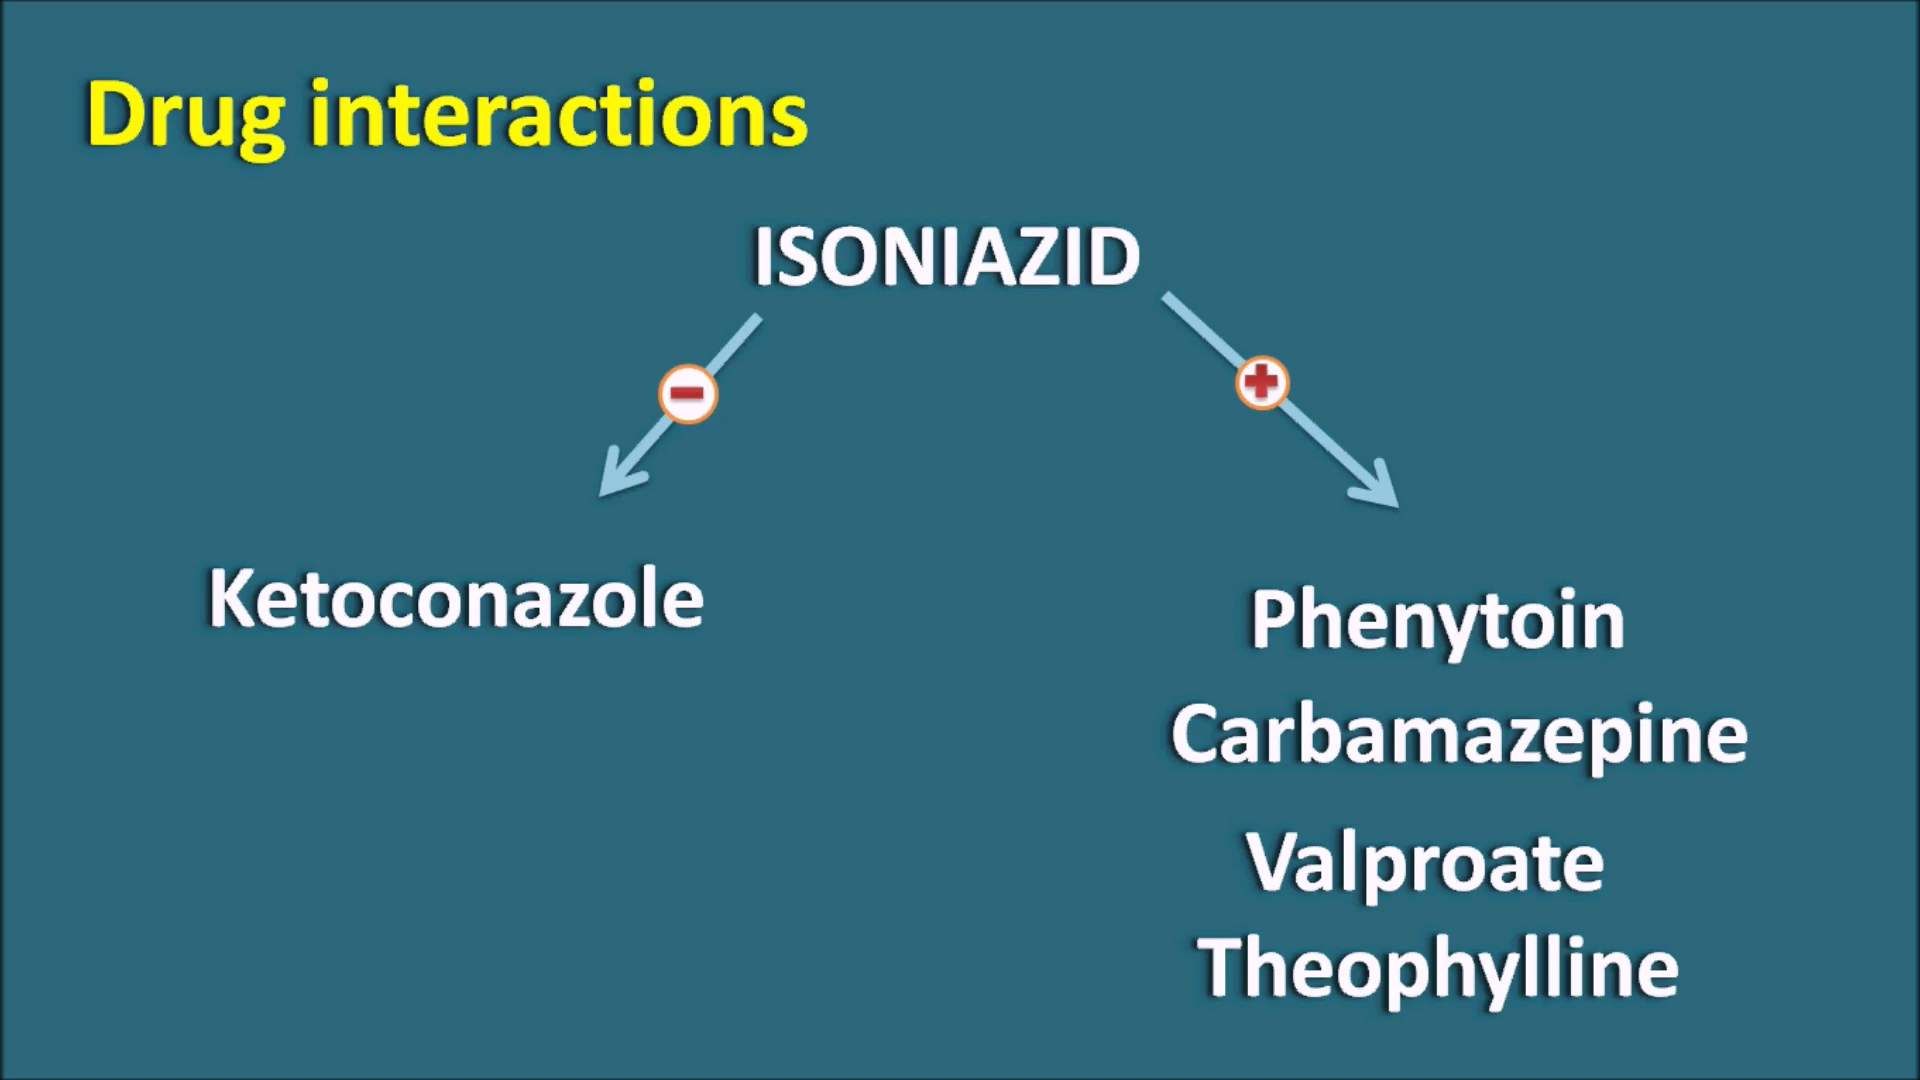 Drug interactions
ISONIAZID
Ketoconazole
Phenytoin
Carbamazepine
Valproate
Theophylline